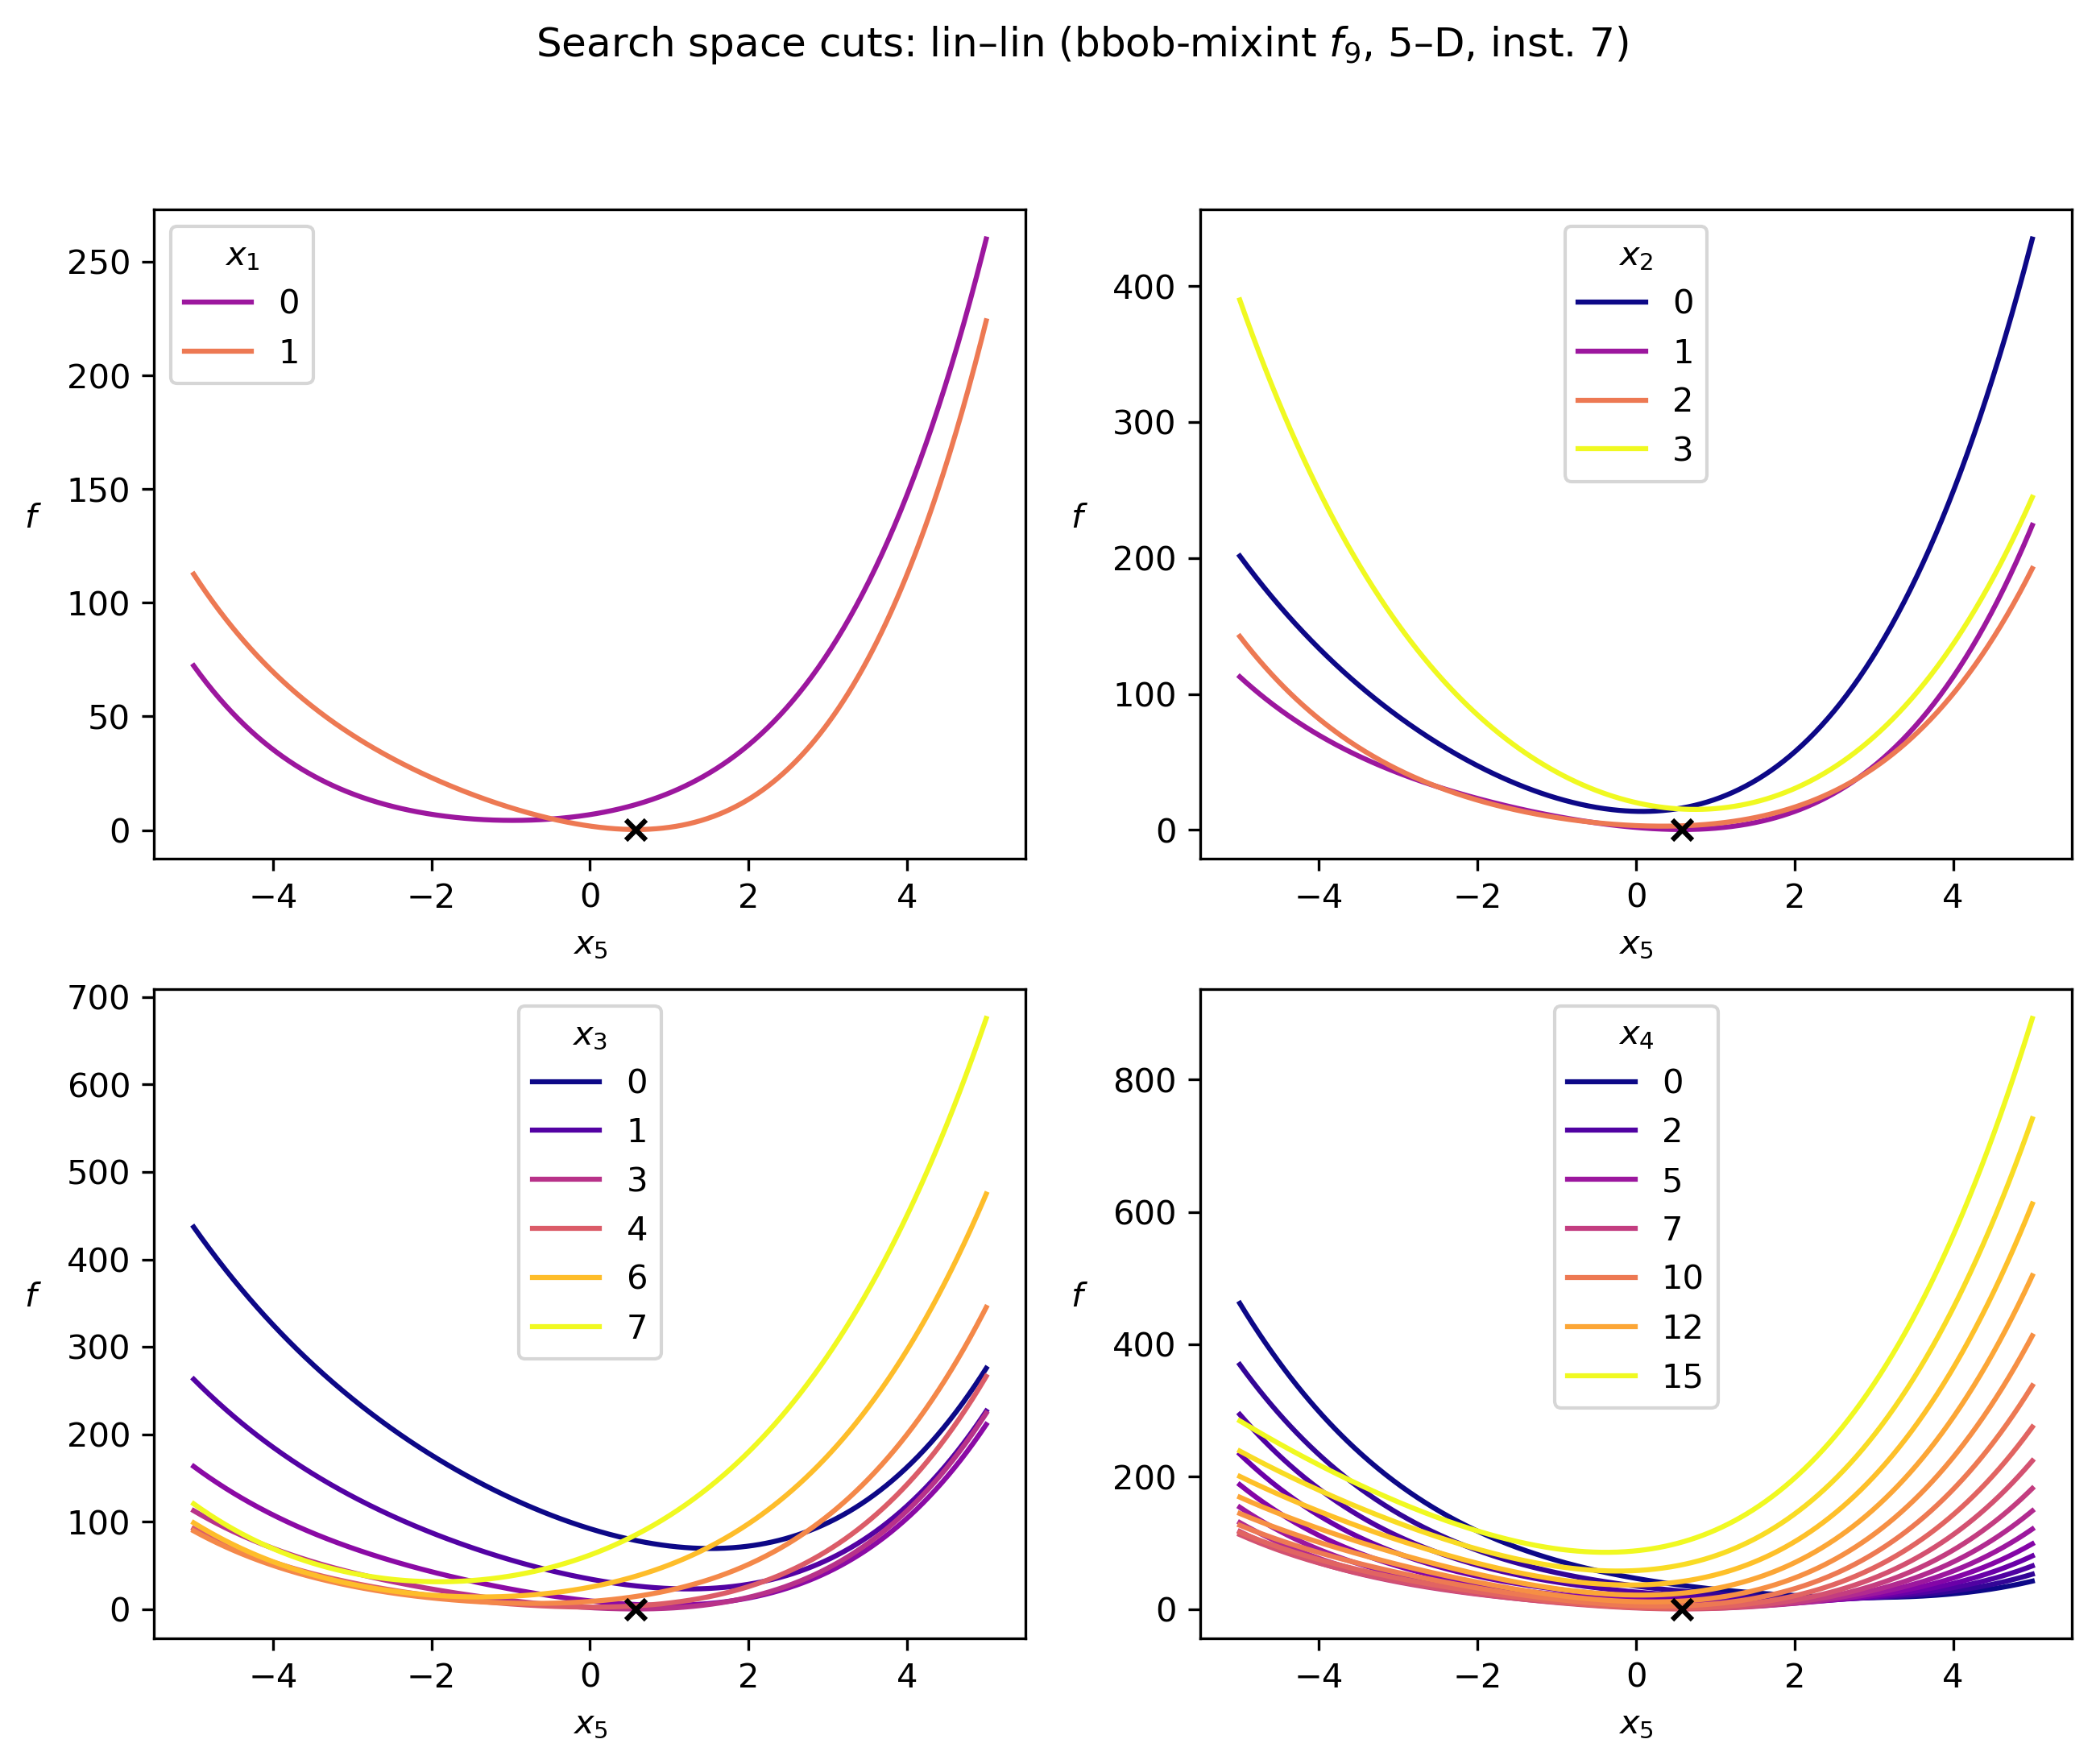 Search space cuts: lin–lin (bbob-mixint f₉, 5–D, inst. 7)
x₁
0
1
250
200
150
100
50
0
f
−4 −2 0 2 4
x₅
x₂
0
1
2
3
400
300
200
100
0
f
−4 −2 0 2 4
x₅
x₃
0
1
3
4
6
7
700
600
500
400
300
200
100
0
f
−4 −2 0 2 4
x₅
x₄
0
2
5
7
10
12
15
800
600
400
200
0
f
−4 −2 0 2 4
x₅